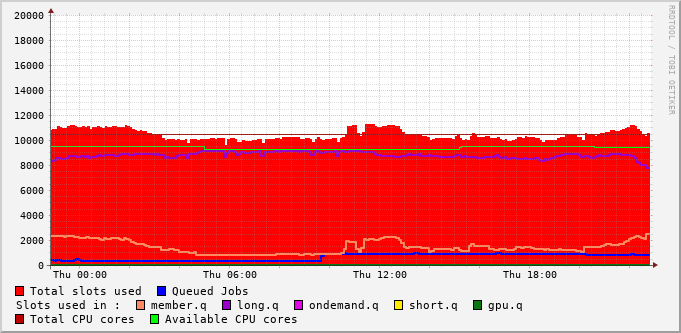 20000
18000
16000
14000
12000
10000
8000
6000
4000
2000
0
Thu 00:00 Thu 06:00 Thu 12:00 Thu 18:00
RRDTOOL / TOBI OETIKER
Total slots used Queued Jobs
Slots used in : member.q long.q ondemand.q short.q gpu.q
Total CPU cores Available CPU cores